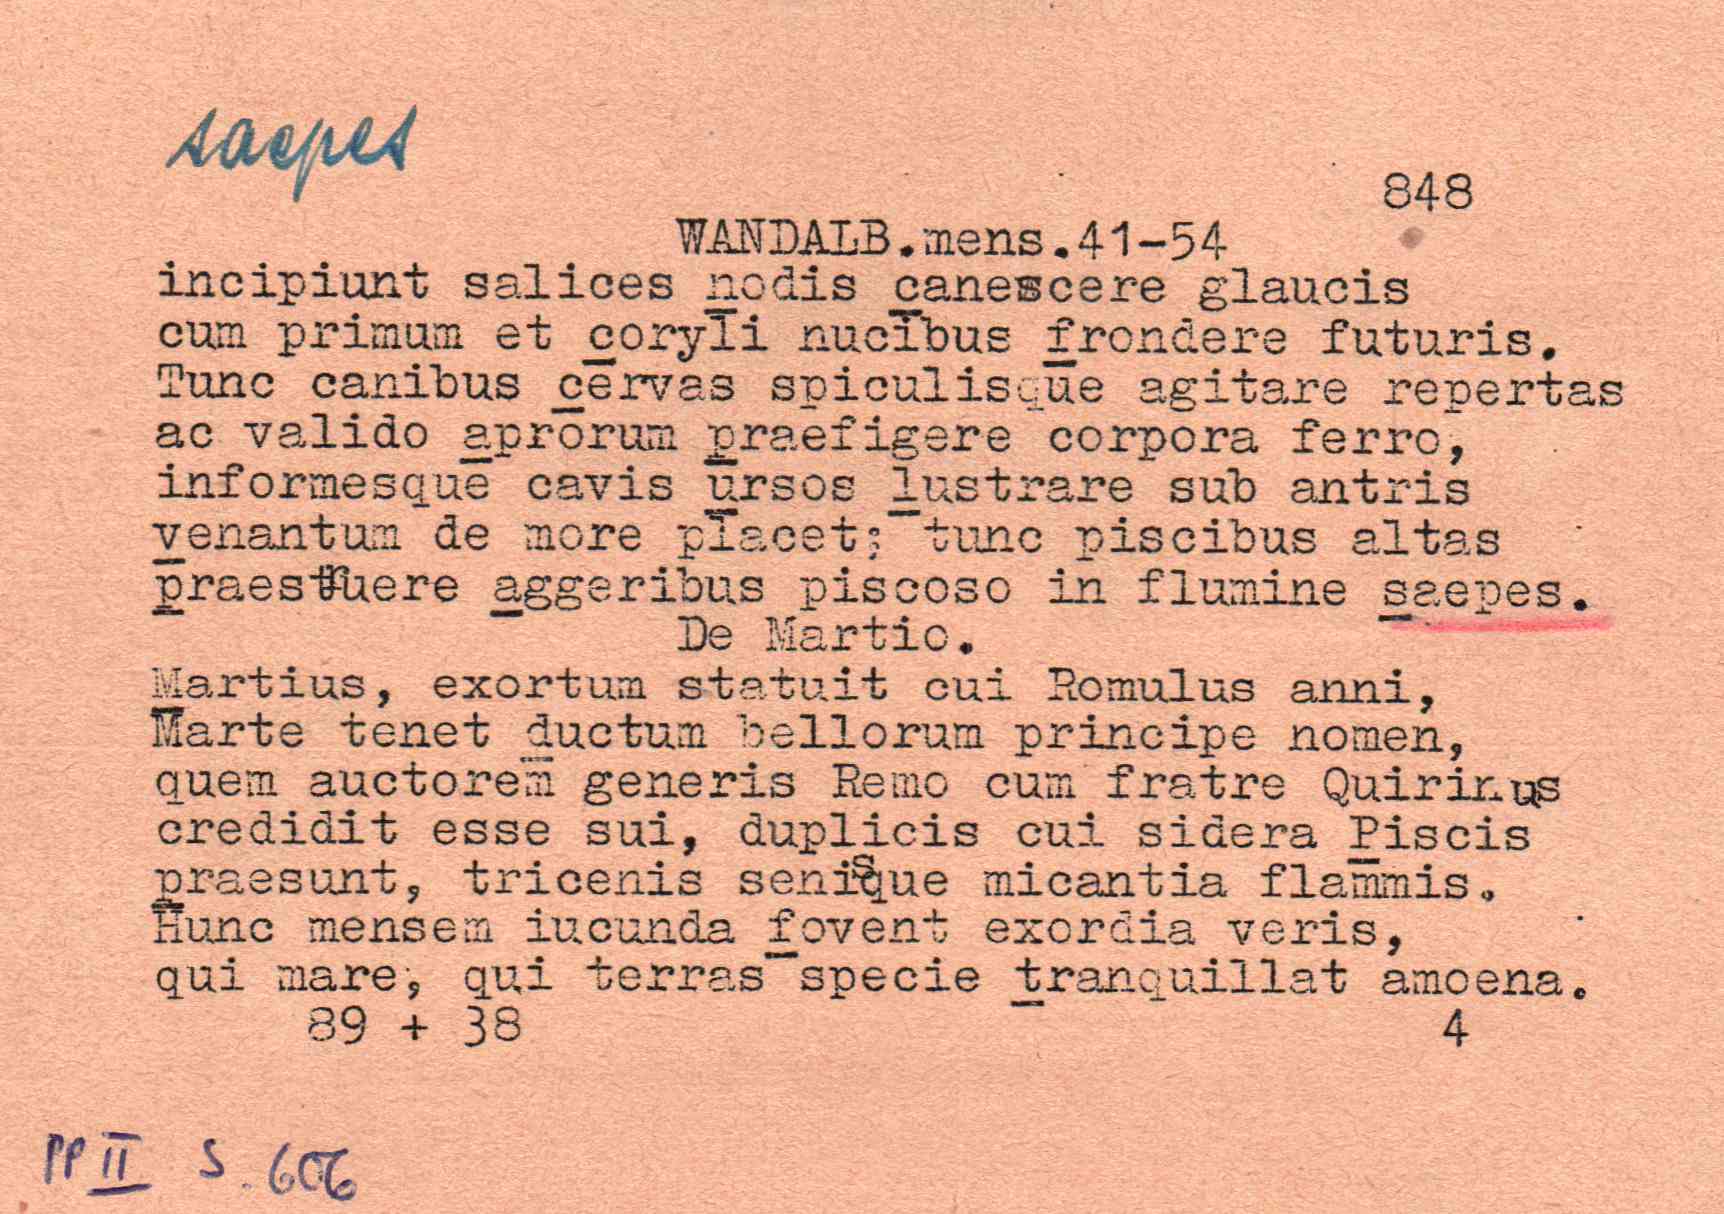 saepes
848
WANDALB.mens.41-54
incipiunt salices nodis canescere glaucis
cum primum et coryli nucibus frondere futuris.
Tunc canibus cervas spiculisque agitare repertas
ac valido aprorum praefigere corpora ferro,
informesque cavis ursos lustrare sub antris
venantum de more placet; tunc piscibus altas
praestruere aggeribus piscoso in flumine saepes.
De Martio.
Martius, exortum statuit cui Romulus anni,
Marte tenet ductum bellorum principe nomen,
quem auctorem generis Remo cum fratre Quirinus
credidit esse sui, duplicis cui sidera Piscis
praesunt, tricenis senisque micantia flammis.
Hunc mensem iucunda fovent exordia veris,
qui mare, qui terras specie tranquillat amoena.
89 + 38 4
PP II S. 606